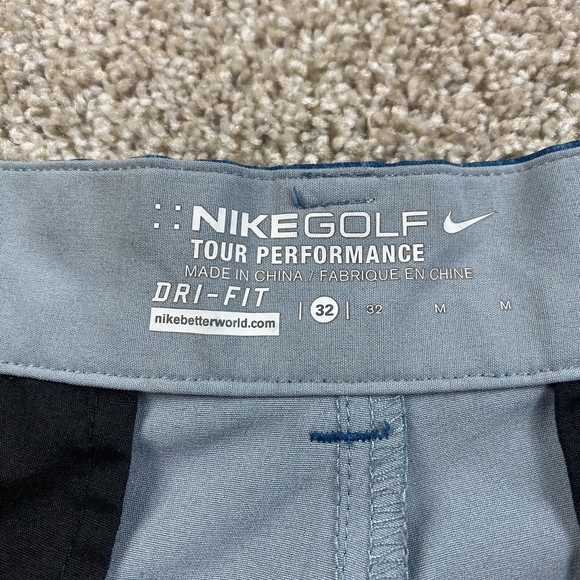 NIKEGOLF
TOUR PERFORMANCE
MADE IN CHINA / FABRIQUE EN CHINE
DRI-FIT | 32 | 32 M M
nikebetterworld.com